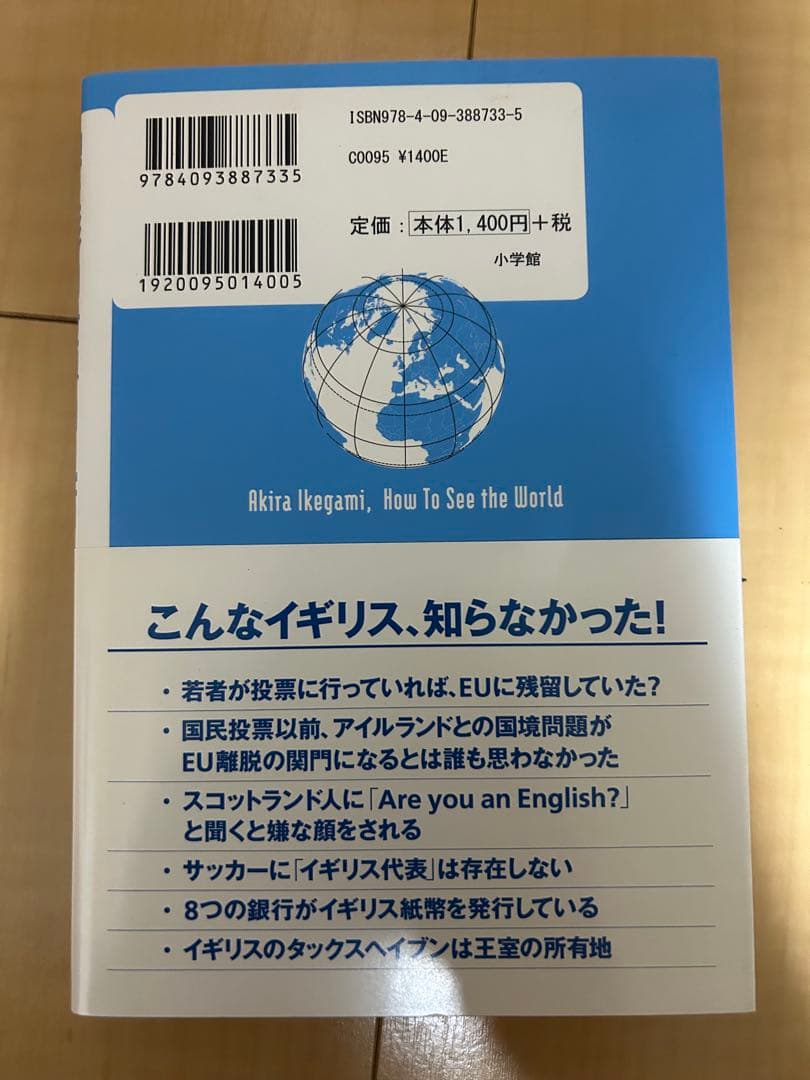 ISBN978-4-09-388733-5
9784093887335
C0095 ¥1400E
定価：本体1,400円＋税
1920095014005
小学館
Akira Ikegami, How To See the World
こんなイギリス、知らなかった！
・若者が投票に行っていれば、EUに残留していた？
・国民投票以前、アイルランドとの国境問題が
EU離脱の関門になるとは誰も思わなかった
・スコットランド人に「Are you an English?」
と聞くと嫌な顔をされる
・サッカーに「イギリス代表」は存在しない
・8つの銀行がイギリス紙幣を発行している
・イギリスのタックスヘイブンは王室の所有地